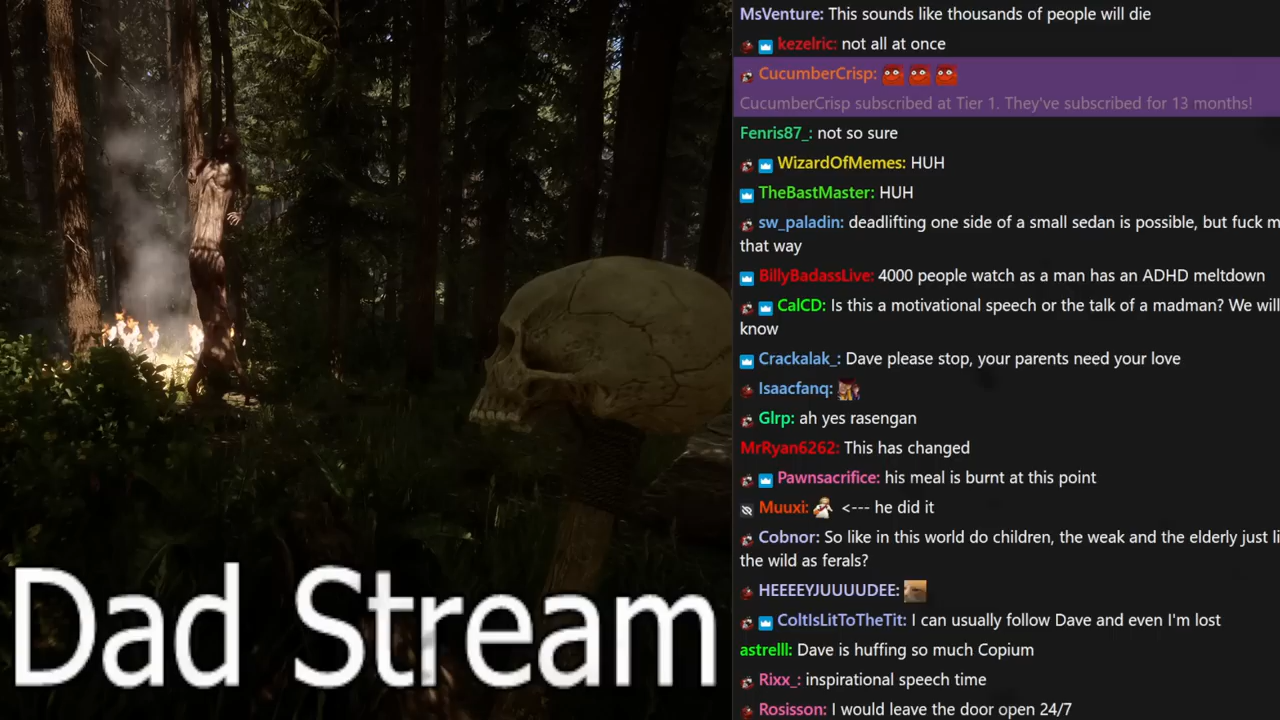 MsVenture: This sounds like thousands of people will die
kezelric: not all at once
CucumberCrisp:
CucumberCrisp subscribed at Tier 1. They've subscribed for 13 months!
Fenris87_: not so sure
WizardOfMemes: HUH
TheBastMaster: HUH
sw_paladin: deadlifting one side of a small sedan is possible, but fuck m
that way
BillyBadassLive: 4000 people watch as a man has an ADHD meltdown
CalCD: Is this a motivational speech or the talk of a madman? We will
know
Crackalak_: Dave please stop, your parents need your love
Isaacfanq:
Glrp: ah yes rasengan
MrRyan6262: This has changed
Pawnsacrifice: his meal is burnt at this point
Muuxi: <--- he did it
Cobnor: So like in this world do children, the weak and the elderly just li
the wild as ferals?
HEEEEYJUUUUDEE:
ColtIsLitToTheTit: I can usually follow Dave and even I'm lost
astrelll: Dave is huffing so much Copium
Rixx_: inspirational speech time
Rosisson: I would leave the door open 24/7
Dad Stream